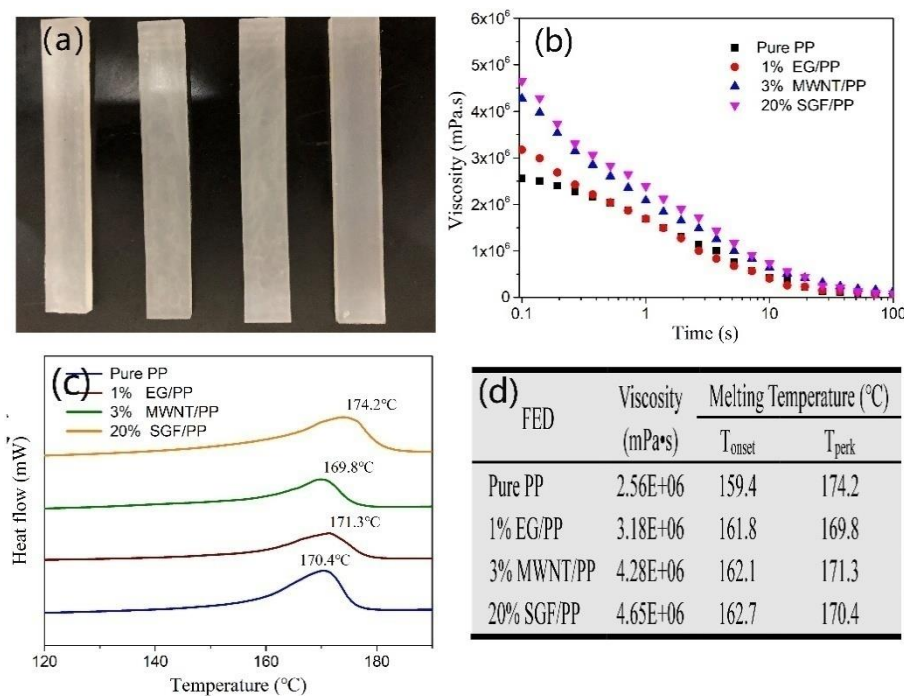 (a)
(b)
Pure PP
1% EG/PP
3% MWNT/PP
20% SGF/PP
6x10⁶
5x10⁶
4x10⁶
3x10⁶
2x10⁶
1x10⁶
0
Viscosity (mPa.s)
0.1 1 10 100
Time (s)
(c)
Pure PP
1% EG/PP
3% MWNT/PP
20% SGF/PP
174.2℃
169.8℃
171.3℃
170.4℃
Heat flow (mW)
120 140 160 180
Temperature (℃)
(d)
FED Viscosity (mPa•s) Melting Temperature (℃)
Tonset Tperk
Pure PP 2.56E+06 159.4 174.2
1% EG/PP 3.18E+06 161.8 169.8
3% MWNT/PP 4.28E+06 162.1 171.3
20% SGF/PP 4.65E+06 162.7 170.4